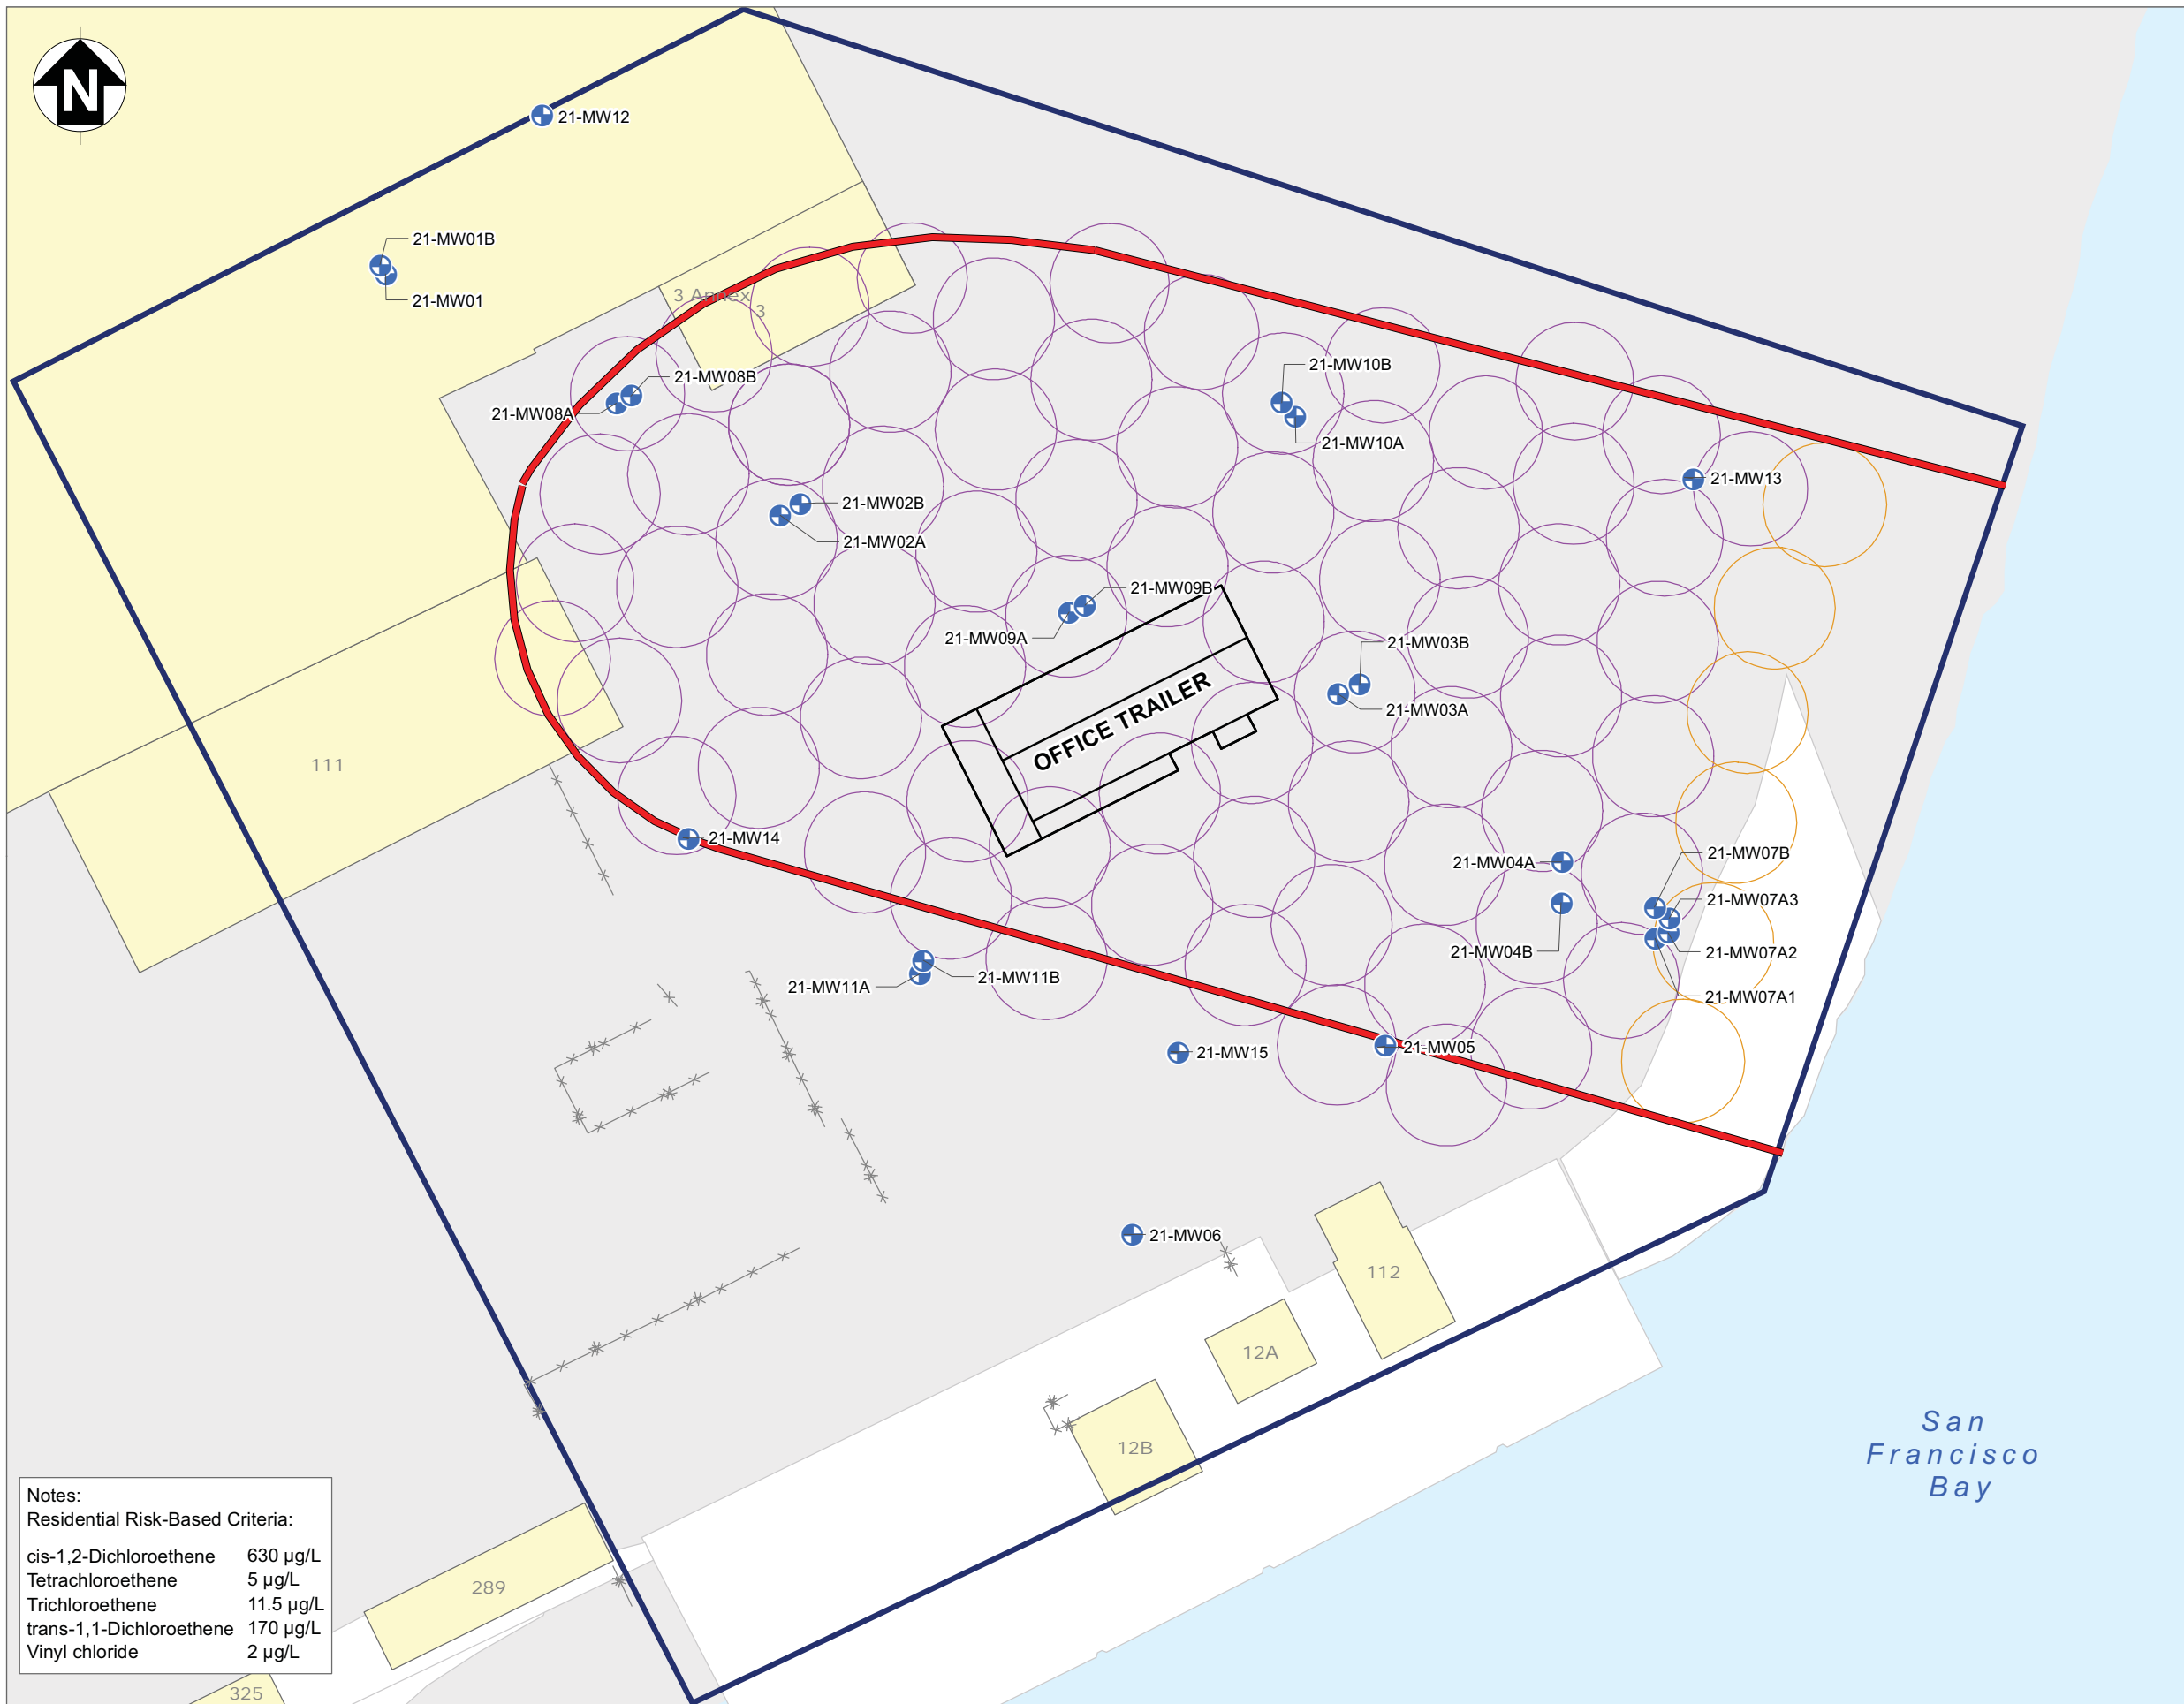 N
21-MW12
21-MW01B
21-MW01
3 Annex
3
21-MW08B
21-MW08A
21-MW10B
21-MW10A
21-MW13
21-MW02B
21-MW02A
21-MW09B
21-MW09A
21-MW03B
21-MW03A
OFFICE TRAILER
111
21-MW14
21-MW04A
21-MW07B
21-MW07A3
21-MW04B
21-MW07A2
21-MW11B
21-MW11A
21-MW07A1
21-MW15
21-MW05
21-MW06
112
12A
12B
San
Francisco
Bay
Notes:
Residential Risk-Based Criteria:
cis-1,2-Dichloroethene 630 µg/L
Tetrachloroethene 5 µg/L
Trichloroethene 11.5 µg/L
trans-1,1-Dichloroethene 170 µg/L
Vinyl chloride 2 µg/L
289
325